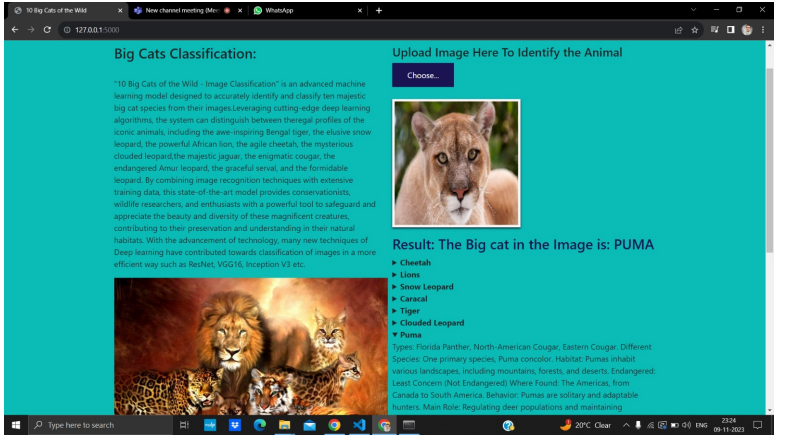 10 Big Cats of the Wild
New channel meeting (Mee
WhatsApp
127.0.0.1:5000
Big Cats Classification:
"10 Big Cats of the Wild - Image Classification" is an advanced machine
learning model designed to accurately identify and classify ten majestic
big cat species from their images.Leveraging cutting-edge deep learning
algorithms, the system can distinguish between theregal profiles of the
iconic animals, including the awe-inspiring Bengal tiger, the elusive snow
leopard, the powerful African lion, the agile cheetah, the mysterious
clouded leopard,the majestic jaguar, the enigmatic cougar, the
endangered Amur leopard, the graceful serval, and the formidable
leopard. By combining image recognition techniques with extensive
training data, this state-of-the-art model provides conservationists,
wildlife researchers, and enthusiasts with a powerful tool to safeguard and
appreciate the beauty and diversity of these magnificent creatures,
contributing to their preservation and understanding in their natural
habitats. With the advancement of technology, many new techniques of
Deep learning have contributed towards classification of images in a more
efficient way such as ResNet, VGG16, Inception V3 etc.
Upload Image Here To Identify the Animal
Choose...
Result: The Big cat in the Image is: PUMA
Cheetah
Lions
Snow Leopard
Caracal
Tiger
Clouded Leopard
Puma
Types: Florida Panther, North-American Cougar, Eastern Cougar. Different
Species: One primary species, Puma concolor. Habitat: Pumas inhabit
various landscapes, including mountains, forests, and deserts. Endangered:
Least Concern (Not Endangered) Where Found: The Americas, from
Canada to South America. Behavior: Pumas are solitary and adaptable
hunters. Main Role: Regulating deer populations and maintaining
Type here to search
20°C Clear
ENG
23:24
09-11-2023